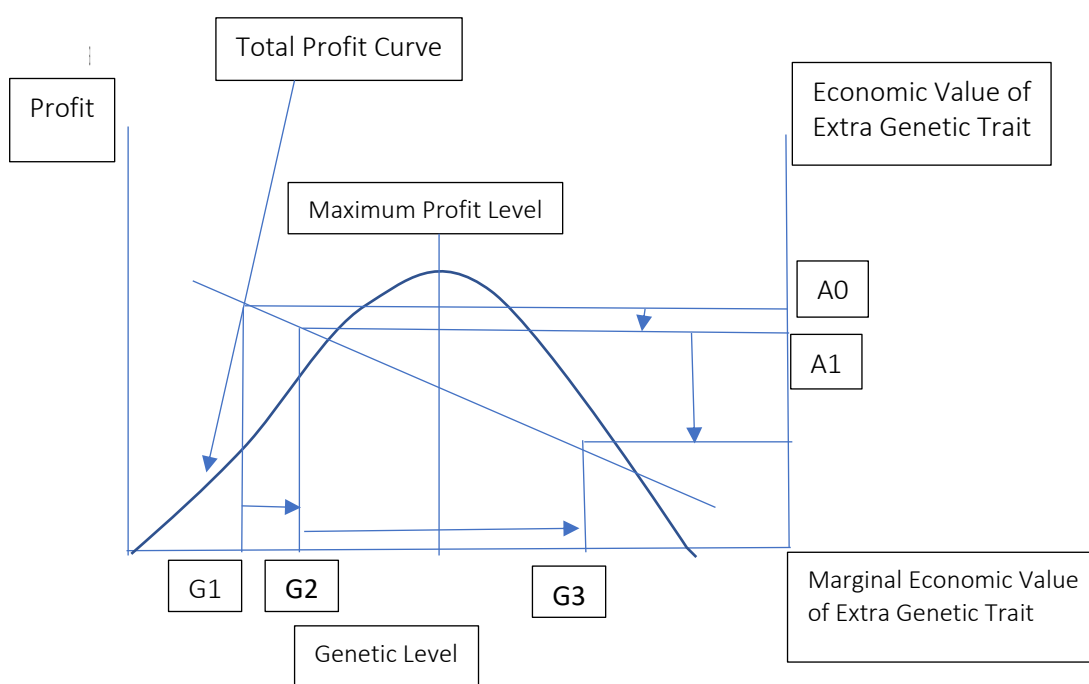 Total Profit Curve
Profit
Economic Value of
Extra Genetic Trait
Maximum Profit Level
A0
A1
G1
G2
G3
Marginal Economic Value
of Extra Genetic Trait
Genetic Level